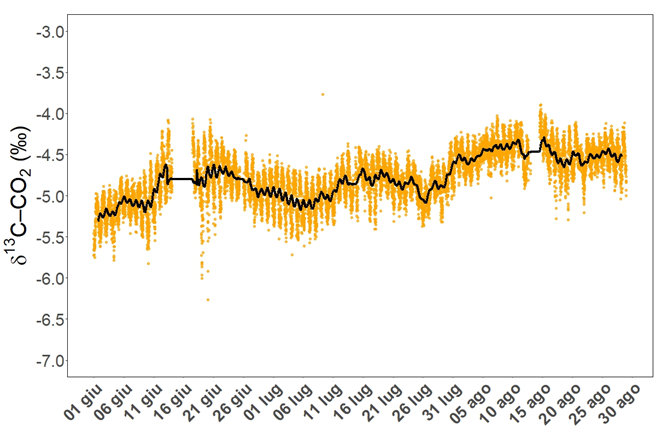 δ¹³C–CO₂ (‰)
-3.0
-3.5
-4.0
-4.5
-5.0
-5.5
-6.0
-6.5
-7.0
01 giu
06 giu
11 giu
16 giu
21 giu
26 giu
01 lug
06 lug
11 lug
16 lug
21 lug
26 lug
31 lug
05 ago
10 ago
15 ago
20 ago
25 ago
30 ago